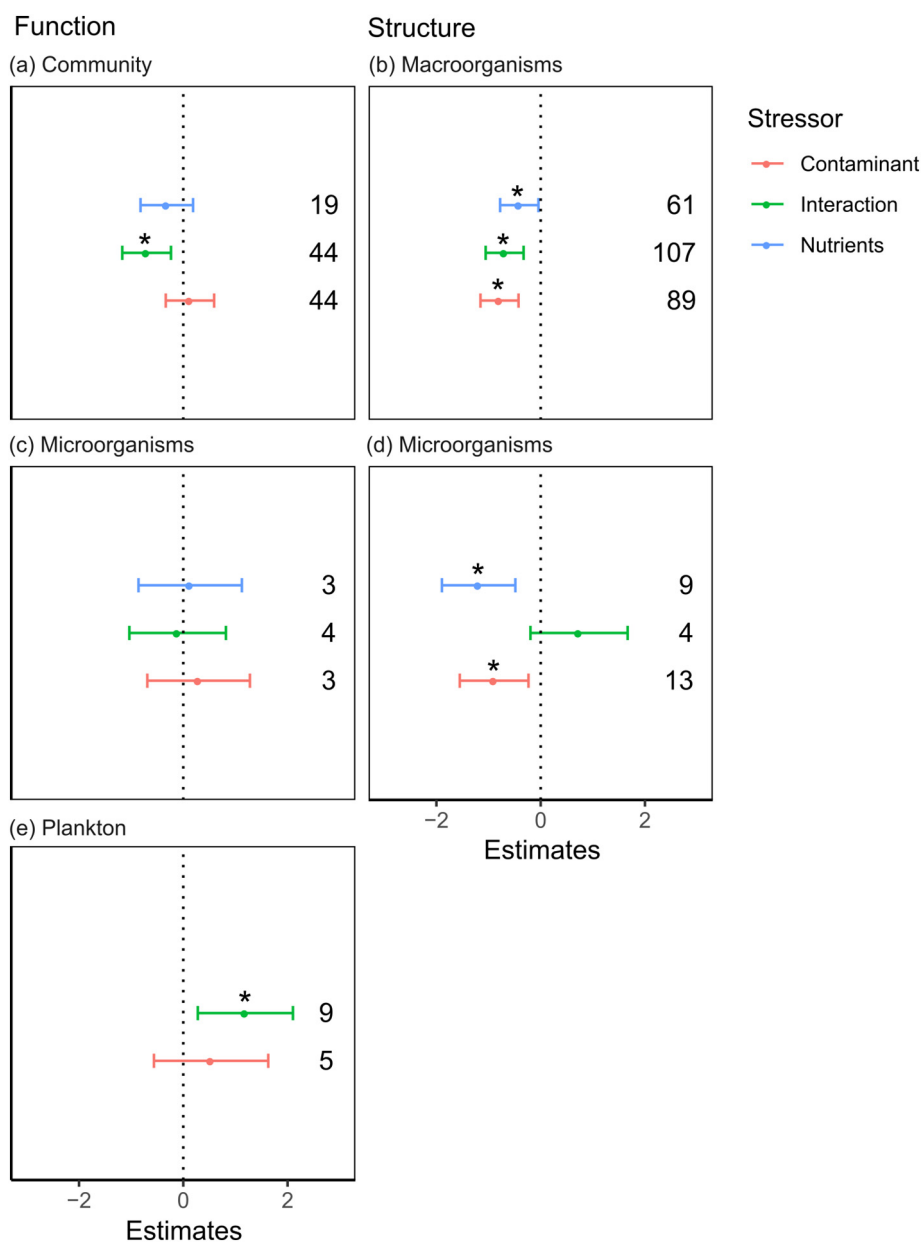 Function
Structure
(a) Community
(b) Macroorganisms
Stressor
Contaminant
Interaction
Nutrients
19
*
44
44
*
61
*
107
*
89
(c) Microorganisms
(d) Microorganisms
3
4
3
*
9
4
*
13
−2 0 2
Estimates
(e) Plankton
*
9
5
−2 0 2
Estimates